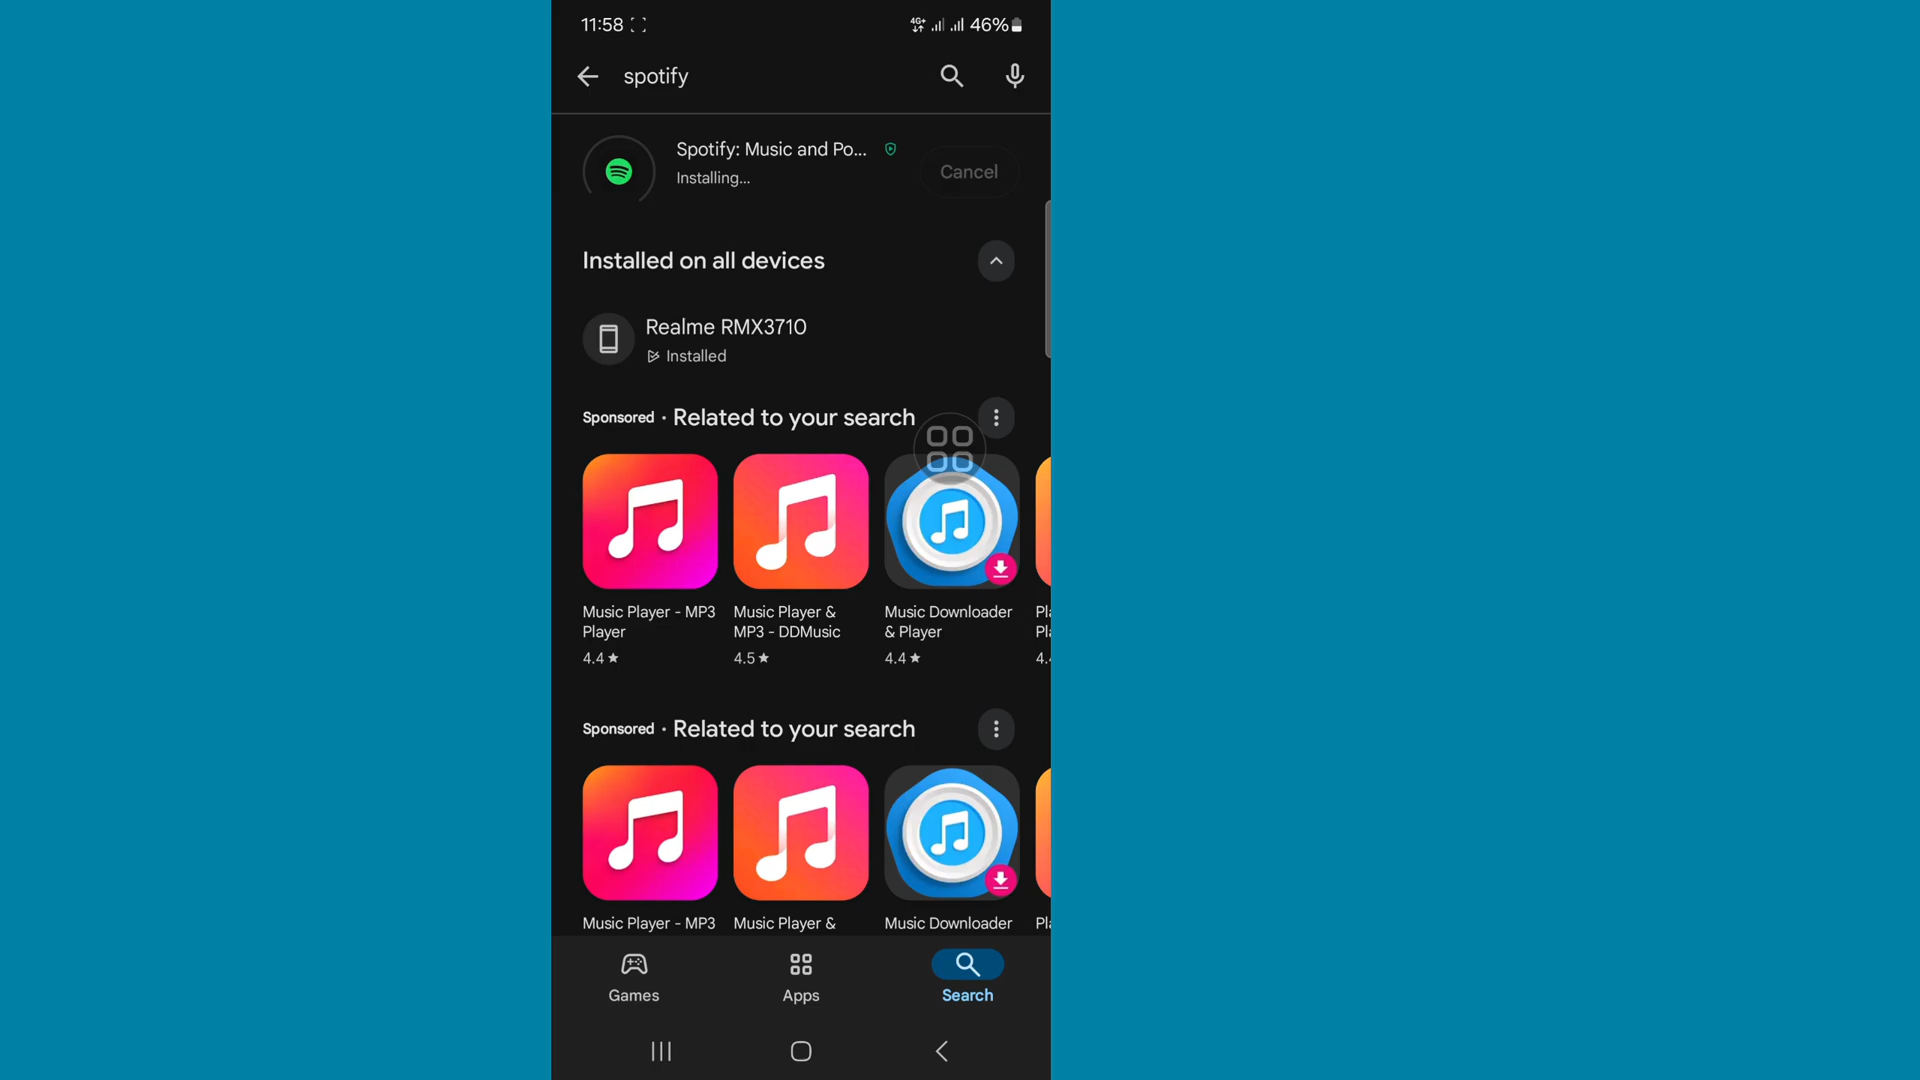 11:58
4G+ 46%
spotify
Spotify: Music and Po...
Installing...
Cancel
Installed on all devices
Realme RMX3710
Installed
Sponsored · Related to your search
Music Player - MP3 Player
4.4★
Music Player & MP3 - DDMusic
4.5★
Music Downloader & Player
4.4★
Sponsored · Related to your search
Music Player - MP3
Music Player &
Music Downloader
Games
Apps
Search